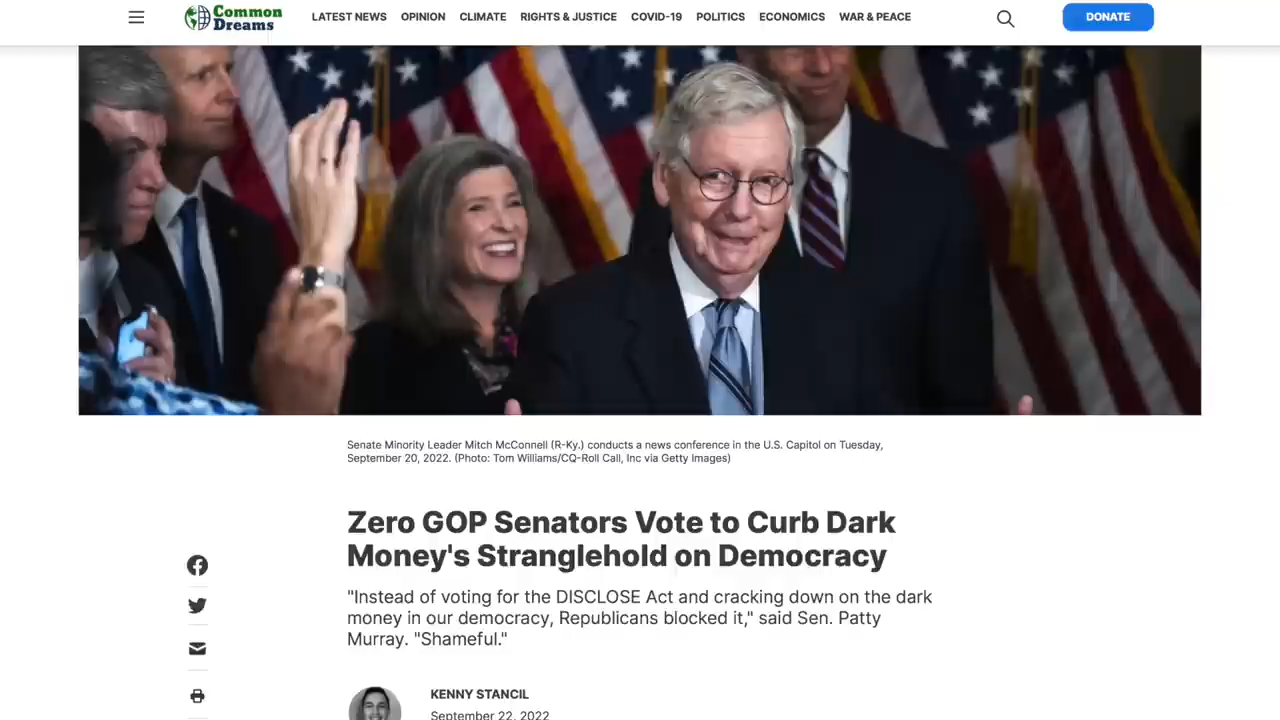 Common Dreams
LATEST NEWS OPINION CLIMATE RIGHTS & JUSTICE COVID-19 POLITICS ECONOMICS WAR & PEACE
DONATE
Senate Minority Leader Mitch McConnell (R-Ky.) conducts a news conference in the U.S. Capitol on Tuesday,
September 20, 2022. (Photo: Tom Williams/CQ-Roll Call, Inc via Getty Images)
Zero GOP Senators Vote to Curb Dark
Money's Stranglehold on Democracy
"Instead of voting for the DISCLOSE Act and cracking down on the dark
money in our democracy, Republicans blocked it," said Sen. Patty
Murray. "Shameful."
KENNY STANCIL
September 22, 2022